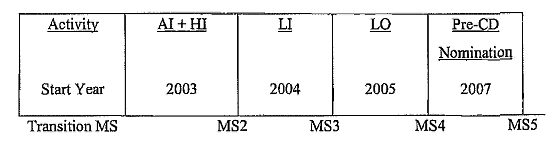 Activity AI + HI LI LO Pre-CD
Nomination
Start Year 2003 2004 2005 2007
Transition MS MS2 MS3 MS4 MS5